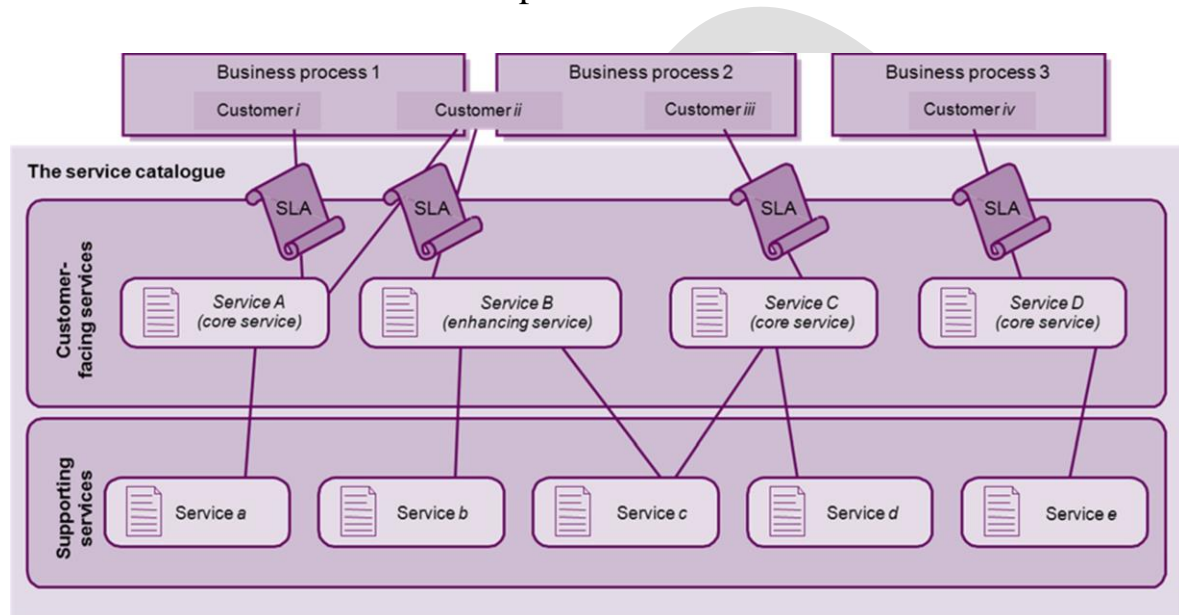 Business process 1
Business process 2
Business process 3
Customer i
Customer ii
Customer iii
Customer iv
The service catalogue
SLA
SLA
SLA
SLA
Customer-
facing services
Service A
(core service)
Service B
(enhancing service)
Service C
(core service)
Service D
(core service)
Supporting
services
Service a
Service b
Service c
Service d
Service e